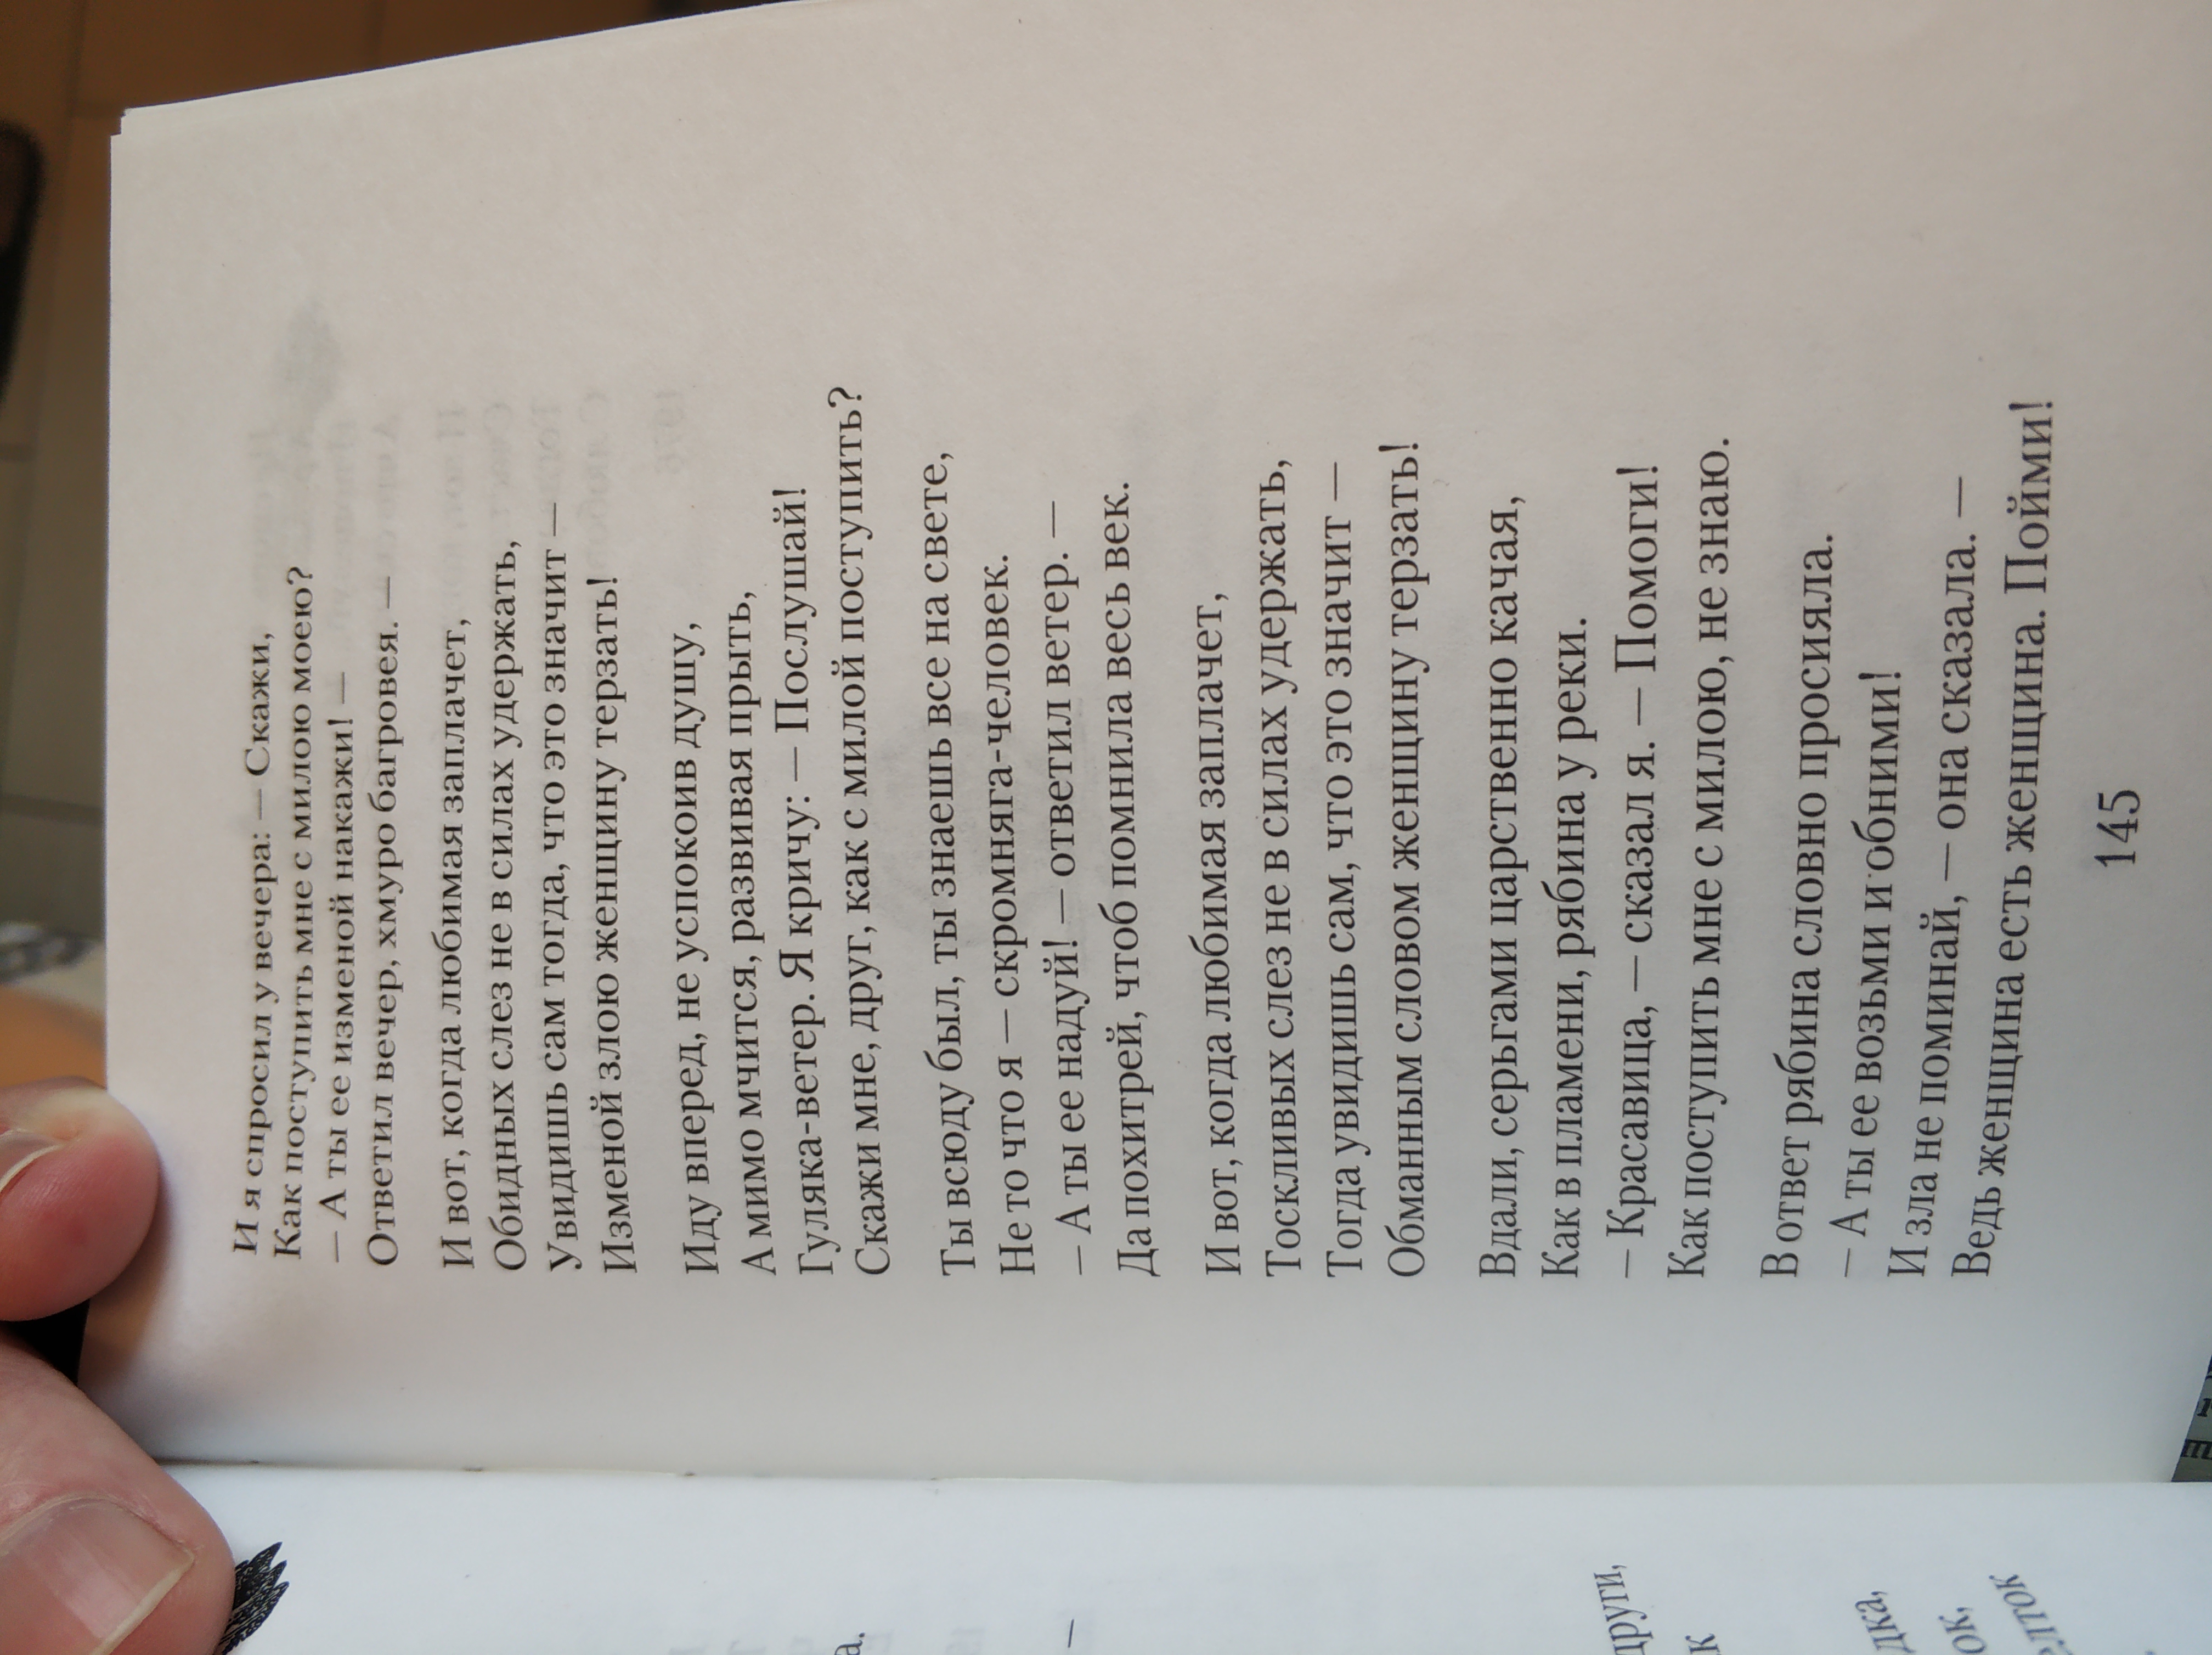 И я спросил у вечера: — Скажи,
Как поступить мне с милою моею?
— А ты ее изменой накажи! —
Ответил вечер, хмуро багровея. —
И вот, когда любимая заплачет,
Обидных слез не в силах удержать,
Увидишь сам тогда, что это значит —
Изменой злою женщину терзать!
Иду вперед, не успокоив душу,
А мимо мчится, развивая прыть,
Гуляка-ветер. Я кричу: — Послушай!
Скажи мне, друг, как с милой поступить?
Ты всюду был, ты знаешь все на свете,
Не то что я — скромняга-человек.
— А ты ее надуй! — ответил ветер. —
Да похитрей, чтоб помнила весь век.
И вот, когда любимая заплачет,
Тоскливых слез не в силах удержать,
Тогда увидишь сам, что это значит —
Обманным словом женщину терзать!
Вдали, серьгами царственно качая,
Как в пламени, рябина у реки.
— Красавица, — сказал я. — Помоги!
Как поступить мне с милою, не знаю.
В ответ рябина словно просияла.
— А ты ее возьми и обними!
И зла не поминай, — она сказала. —
Ведь женщина есть женщина. Пойми!
145